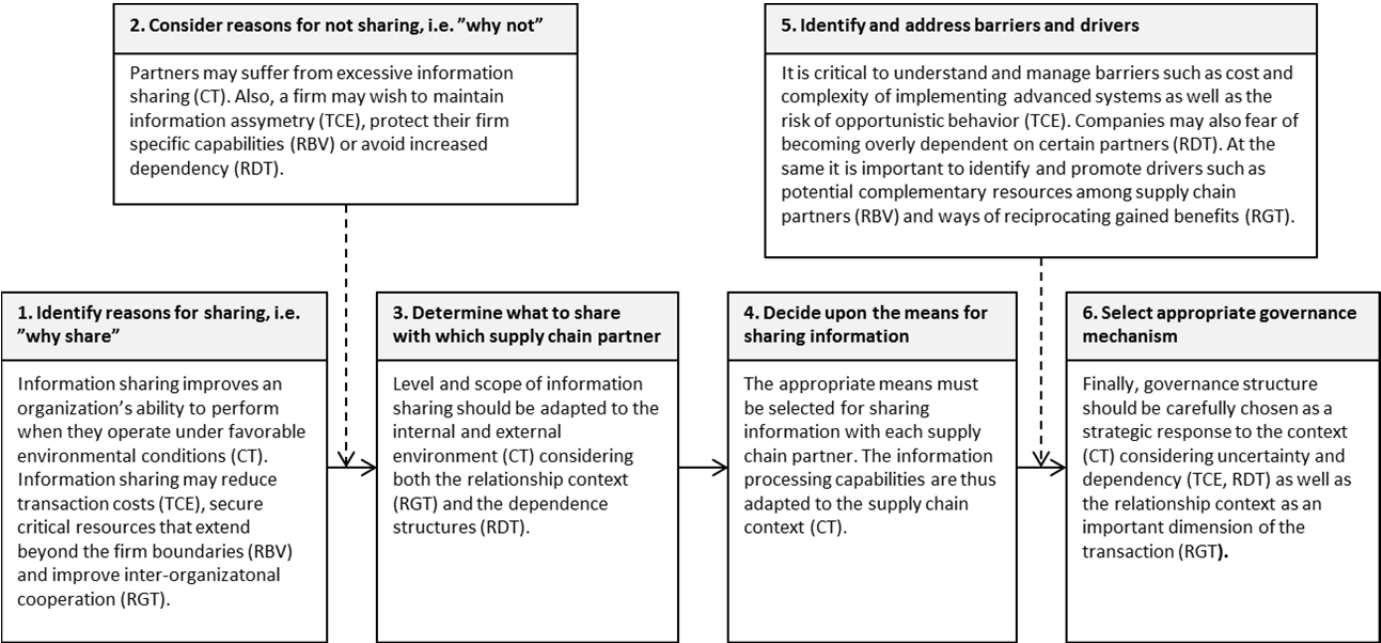 2. Consider reasons for not sharing, i.e. ”why not”
Partners may suffer from excessive information
sharing (CT). Also, a firm may wish to maintain
information assymetry (TCE), protect their firm
specific capabilities (RBV) or avoid increased
dependency (RDT).
5. Identify and address barriers and drivers
It is critical to understand and manage barriers such as cost and
complexity of implementing advanced systems as well as the
risk of opportunistic behavior (TCE). Companies may also fear of
becoming overly dependent on certain partners (RDT). At the
same it is important to identify and promote drivers such as
potential complementary resources among supply chain
partners (RBV) and ways of reciprocating gained benefits (RGT).
1. Identify reasons for sharing, i.e.
”why share”
Information sharing improves an
organization’s ability to perform
when they operate under favorable
environmental conditions (CT).
Information sharing may reduce
transaction costs (TCE), secure
critical resources that extend
beyond the firm boundaries (RBV)
and improve inter-organizatonal
cooperation (RGT).
3. Determine what to share
with which supply chain partner
Level and scope of information
sharing should be adapted to the
internal and external
environment (CT) considering
both the relationship context
(RGT) and the dependence
structures (RDT).
4. Decide upon the means for
sharing information
The appropriate means must
be selected for sharing
information with each supply
chain partner. The information
processing capabilities are thus
adapted to the supply chain
context (CT).
6. Select appropriate governance
mechanism
Finally, governance structure
should be carefully chosen as a
strategic response to the context
(CT) considering uncertainty and
dependency (TCE, RDT) as well as
the relationship context as an
important dimension of the
transaction (RGT).